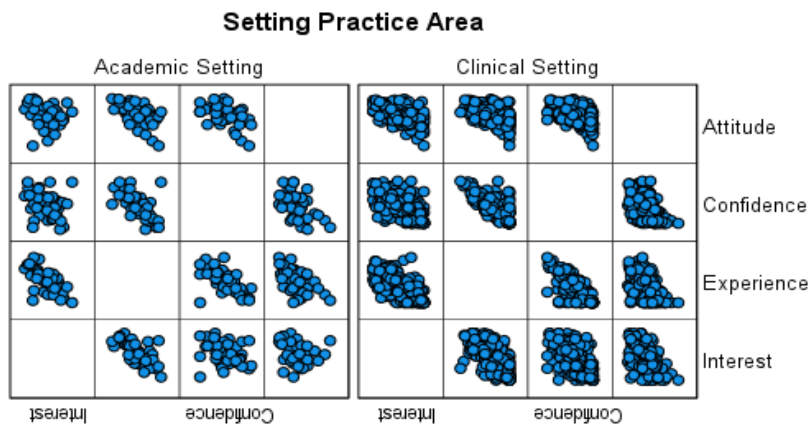 Setting Practice Area
Academic Setting
Clinical Setting
Attitude
Confidence
Experience
Interest
Interest
Confidence
Interest
Confidence